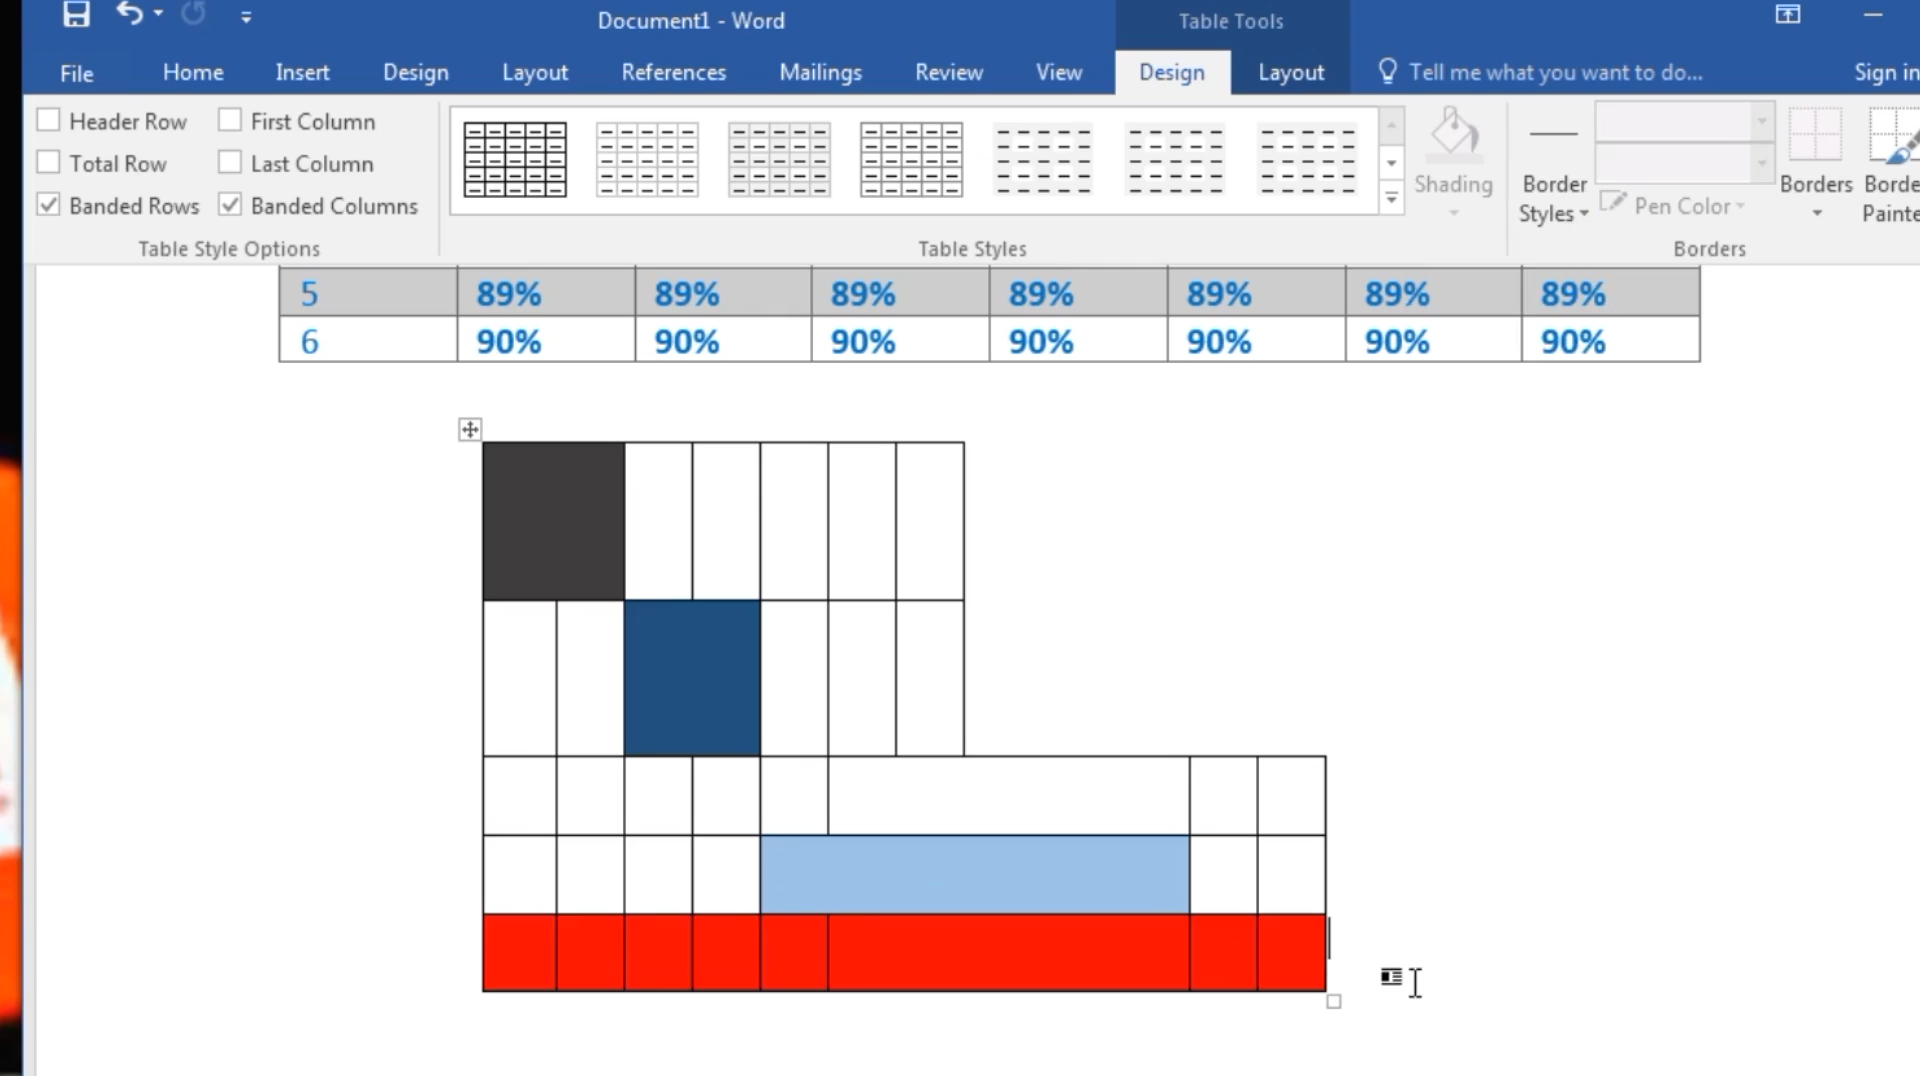 Document1 - Word
Table Tools
File Home Insert Design Layout References Mailings Review View Design Layout Tell me what you want to do... Sign in
Header Row First Column
Total Row Last Column
Banded Rows Banded Columns
Table Style Options
Table Styles
Shading
Border Styles
Pen Color
Borders
Borde
Painte
Borders
5 89% 89% 89% 89% 89% 89% 89%
6 90% 90% 90% 90% 90% 90% 90%